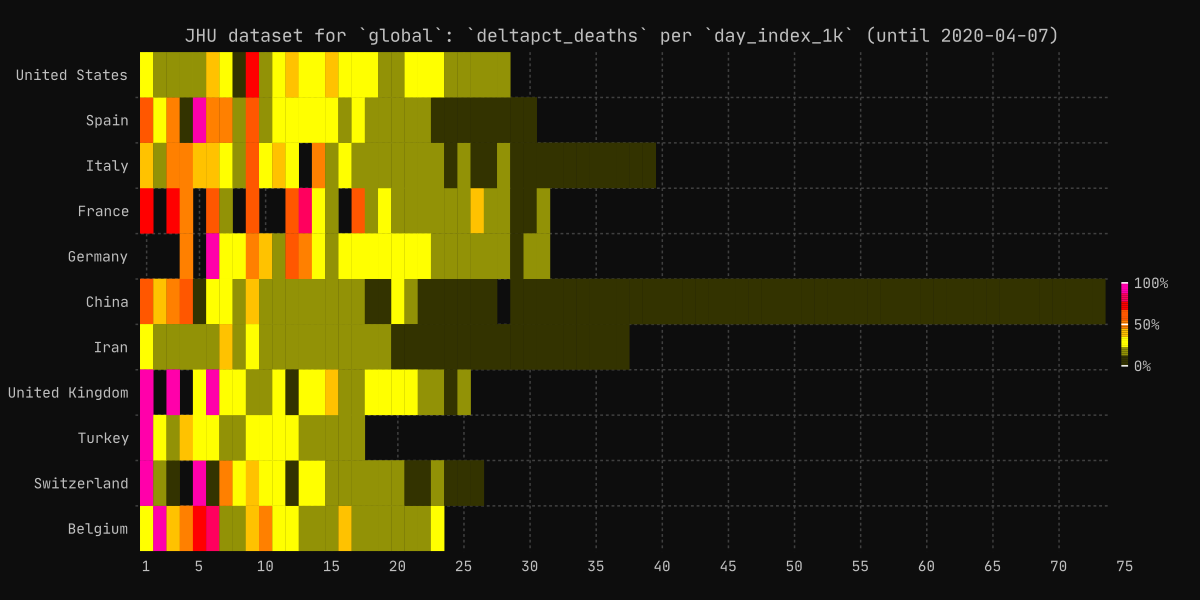 JHU dataset for `global`: `deltapct_deaths` per `day_index_1k` (until 2020-04-07)
United States
Spain
Italy
France
Germany
China
Iran
United Kingdom
Turkey
Switzerland
Belgium
100%
50%
0%
1 5 10 15 20 25 30 35 40 45 50 55 60 65 70 75